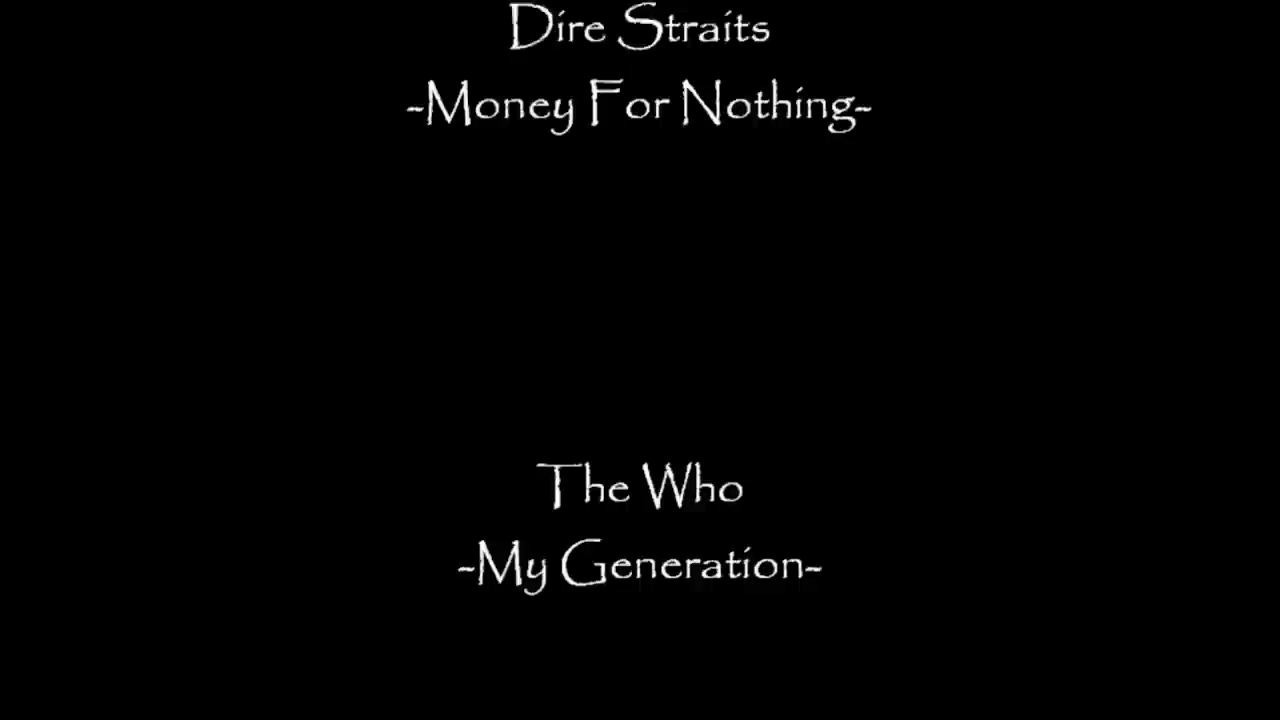 Dire Straits
-Money For Nothing-
The Who
-My Generation-